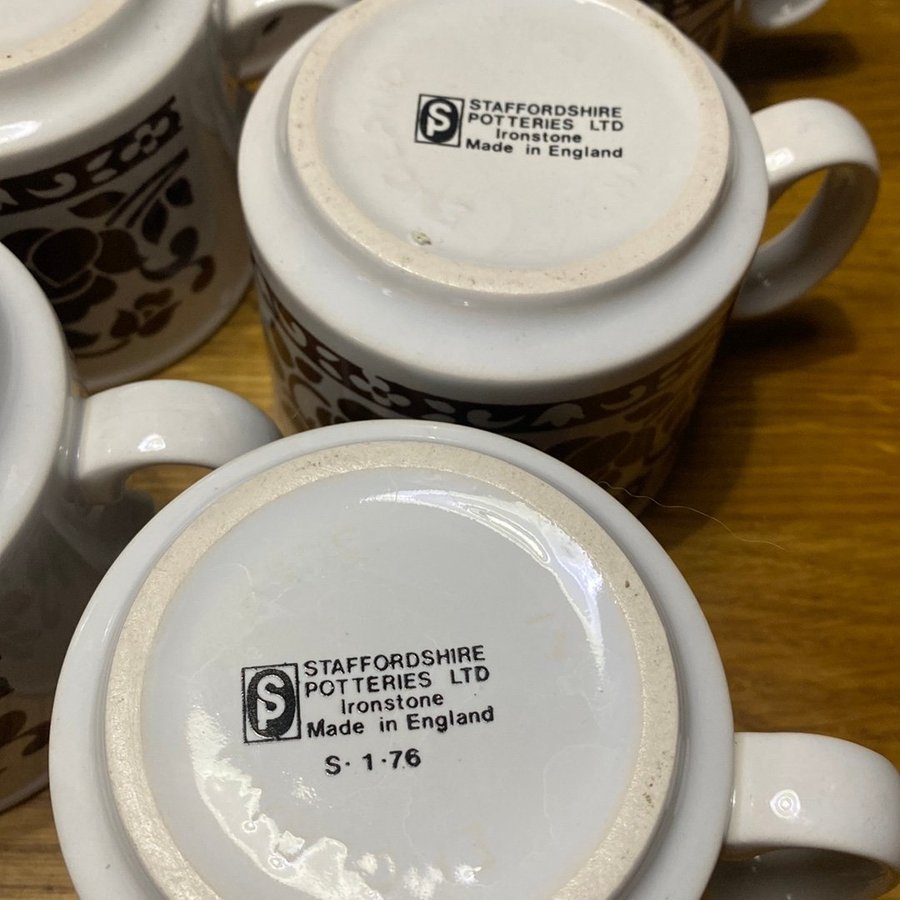 SP STAFFORDSHIRE
POTTERIES LTD
Ironstone
Made in England
SP STAFFORDSHIRE
POTTERIES LTD
Ironstone
Made in England
S· 1·76